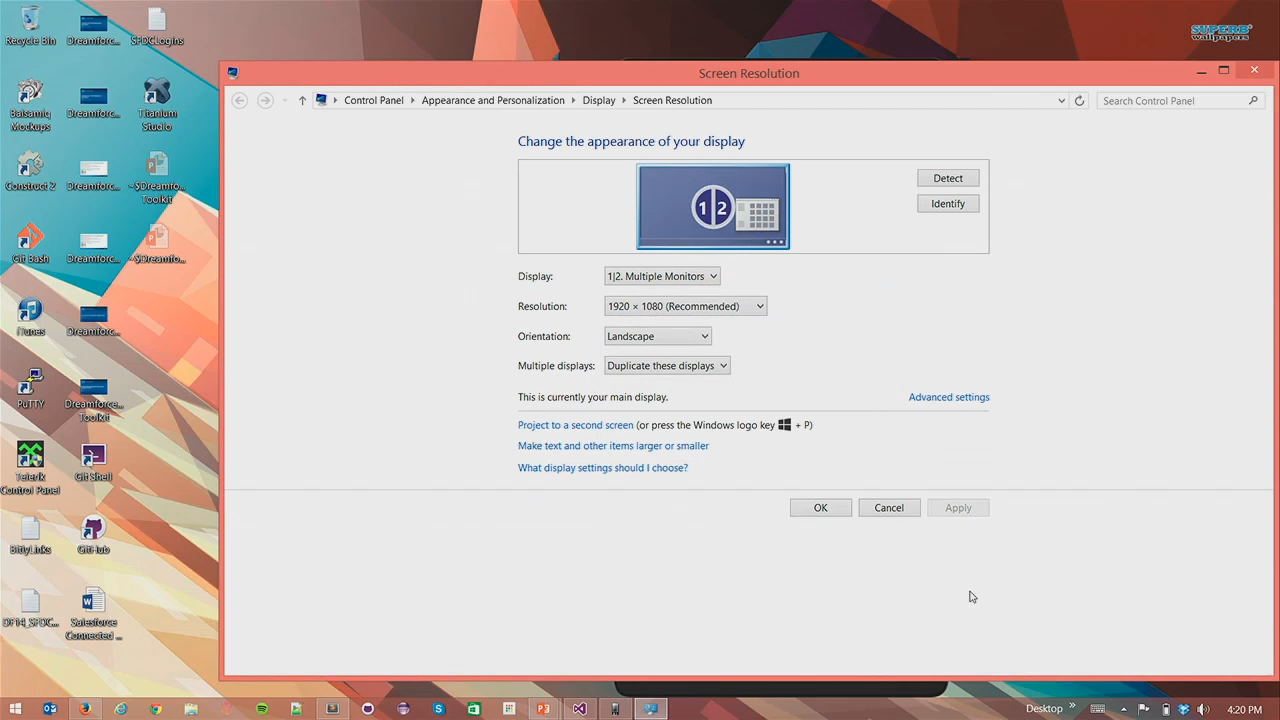 Recycle Bin
Dreamforc...
SFDCLogins
SUPERB
wallpapers
Screen Resolution
Control Panel
Appearance and Personalization
Display
Screen Resolution
Search Control Panel
Balsamiq
Mockups
Dreamforc...
Titanium
Studio
Change the appearance of your display
1|2
Detect
Identify
Construct 2
Dreamforc...
~$Dreamfo...
Toolkit
Git Bash
Dreamforc...
~$Dreamfo...
Display:
1|2. Multiple Monitors
Resolution:
1920 × 1080 (Recommended)
Orientation:
Landscape
Multiple displays:
Duplicate these displays
iTunes
Dreamforc...
This is currently your main display.
Advanced settings
PuTTY
Dreamforce...
Toolkit
Project to a second screen (or press the Windows logo key + P)
Make text and other items larger or smaller
What display settings should I choose?
Telerik
Control Panel
Git Shell
OK
Cancel
Apply
BitlyLinks
GitHub
DF14_SFDC...
Salesforce
Connected ...
Desktop
4:20 PM